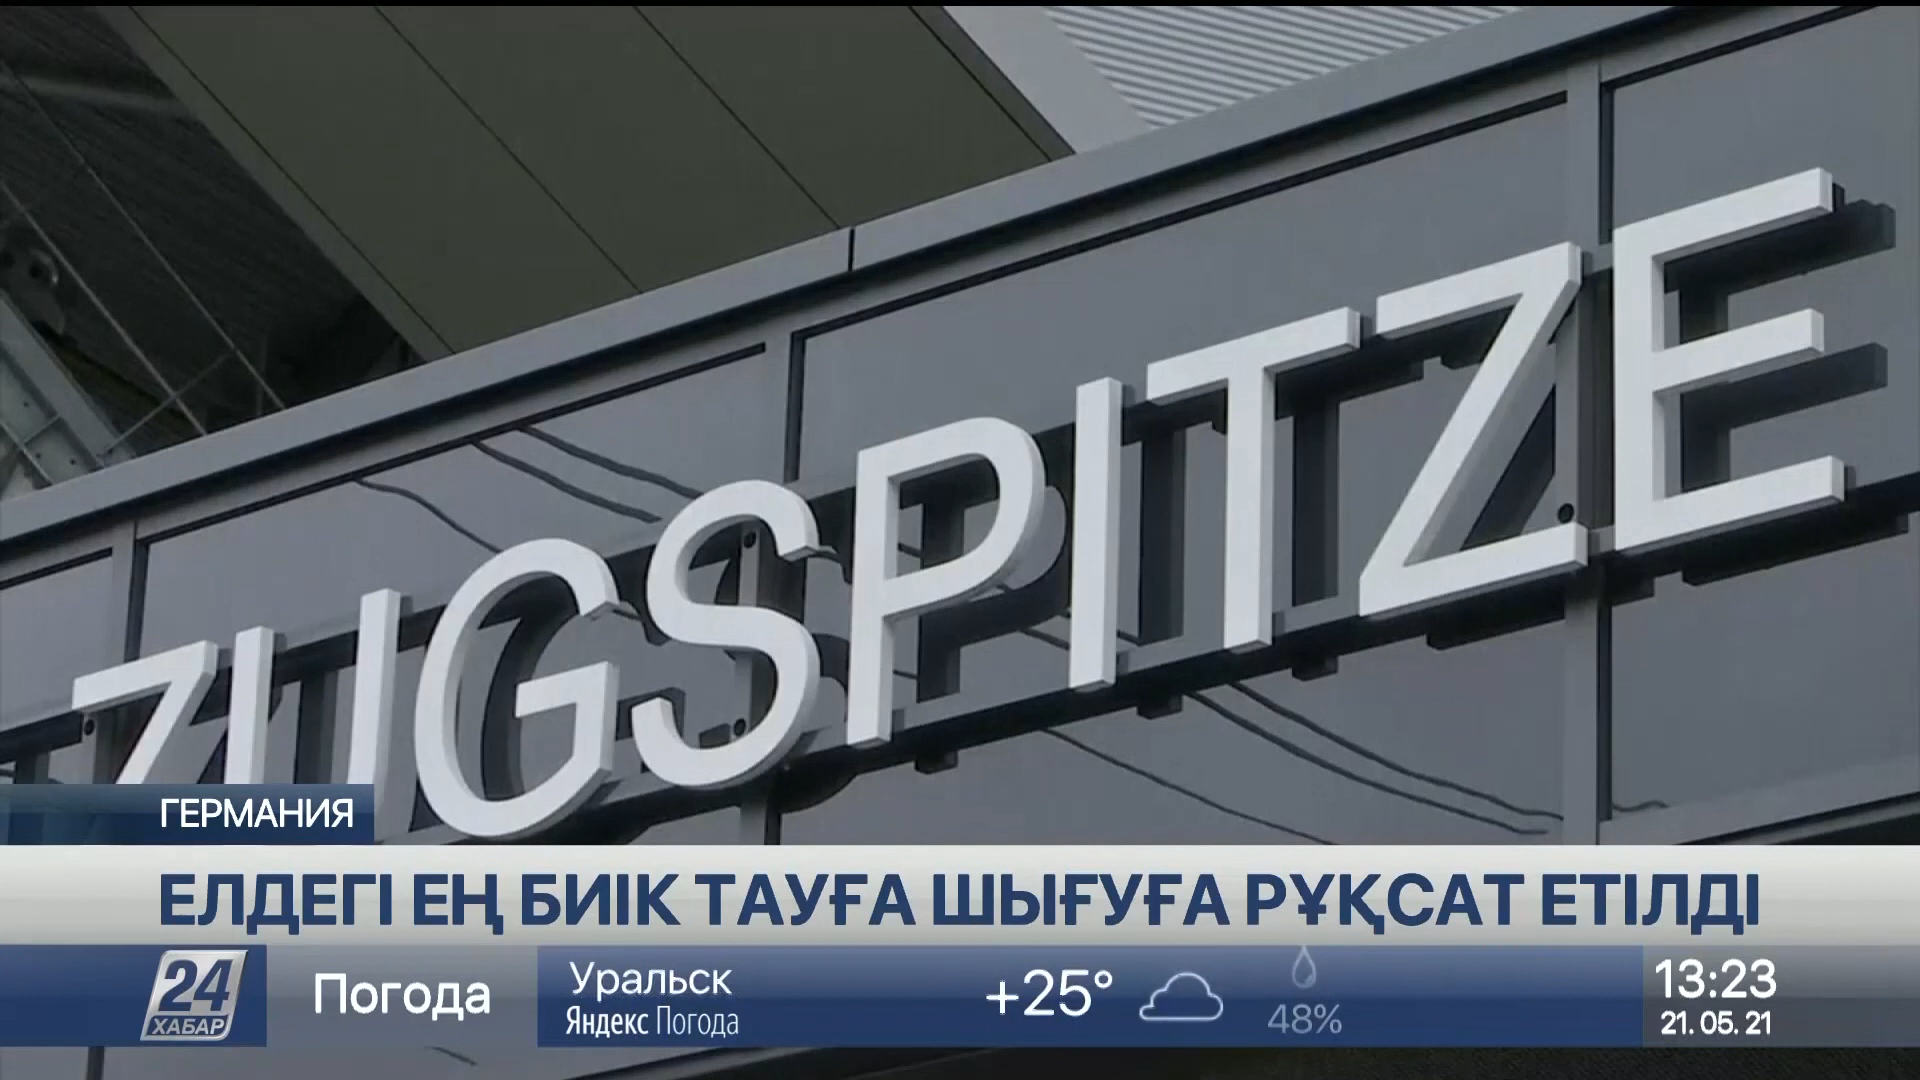 ZUGSPITZE
ГЕРМАНИЯ
ЕЛДЕГІ ЕҢ БИІК ТАУҒА ШЫҒУҒА РҰҚСАТ ЕТІЛДІ
24
ХАБАР
Погода
Уральск
Яндекс Погода
+25°
48%
13:23
21.05.21